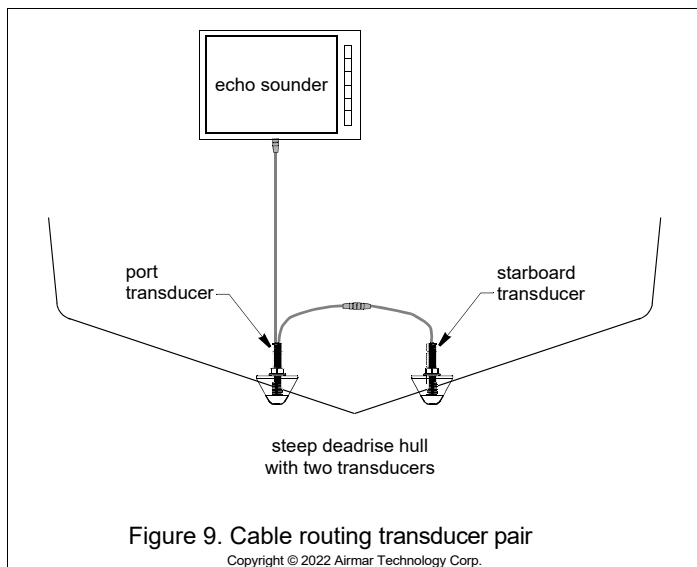 echo sounder
port
transducer
starboard
transducer
steep deadrise hull
with two transducers
Figure 9. Cable routing transducer pair
Copyright © 2022 Airmar Technology Corp.